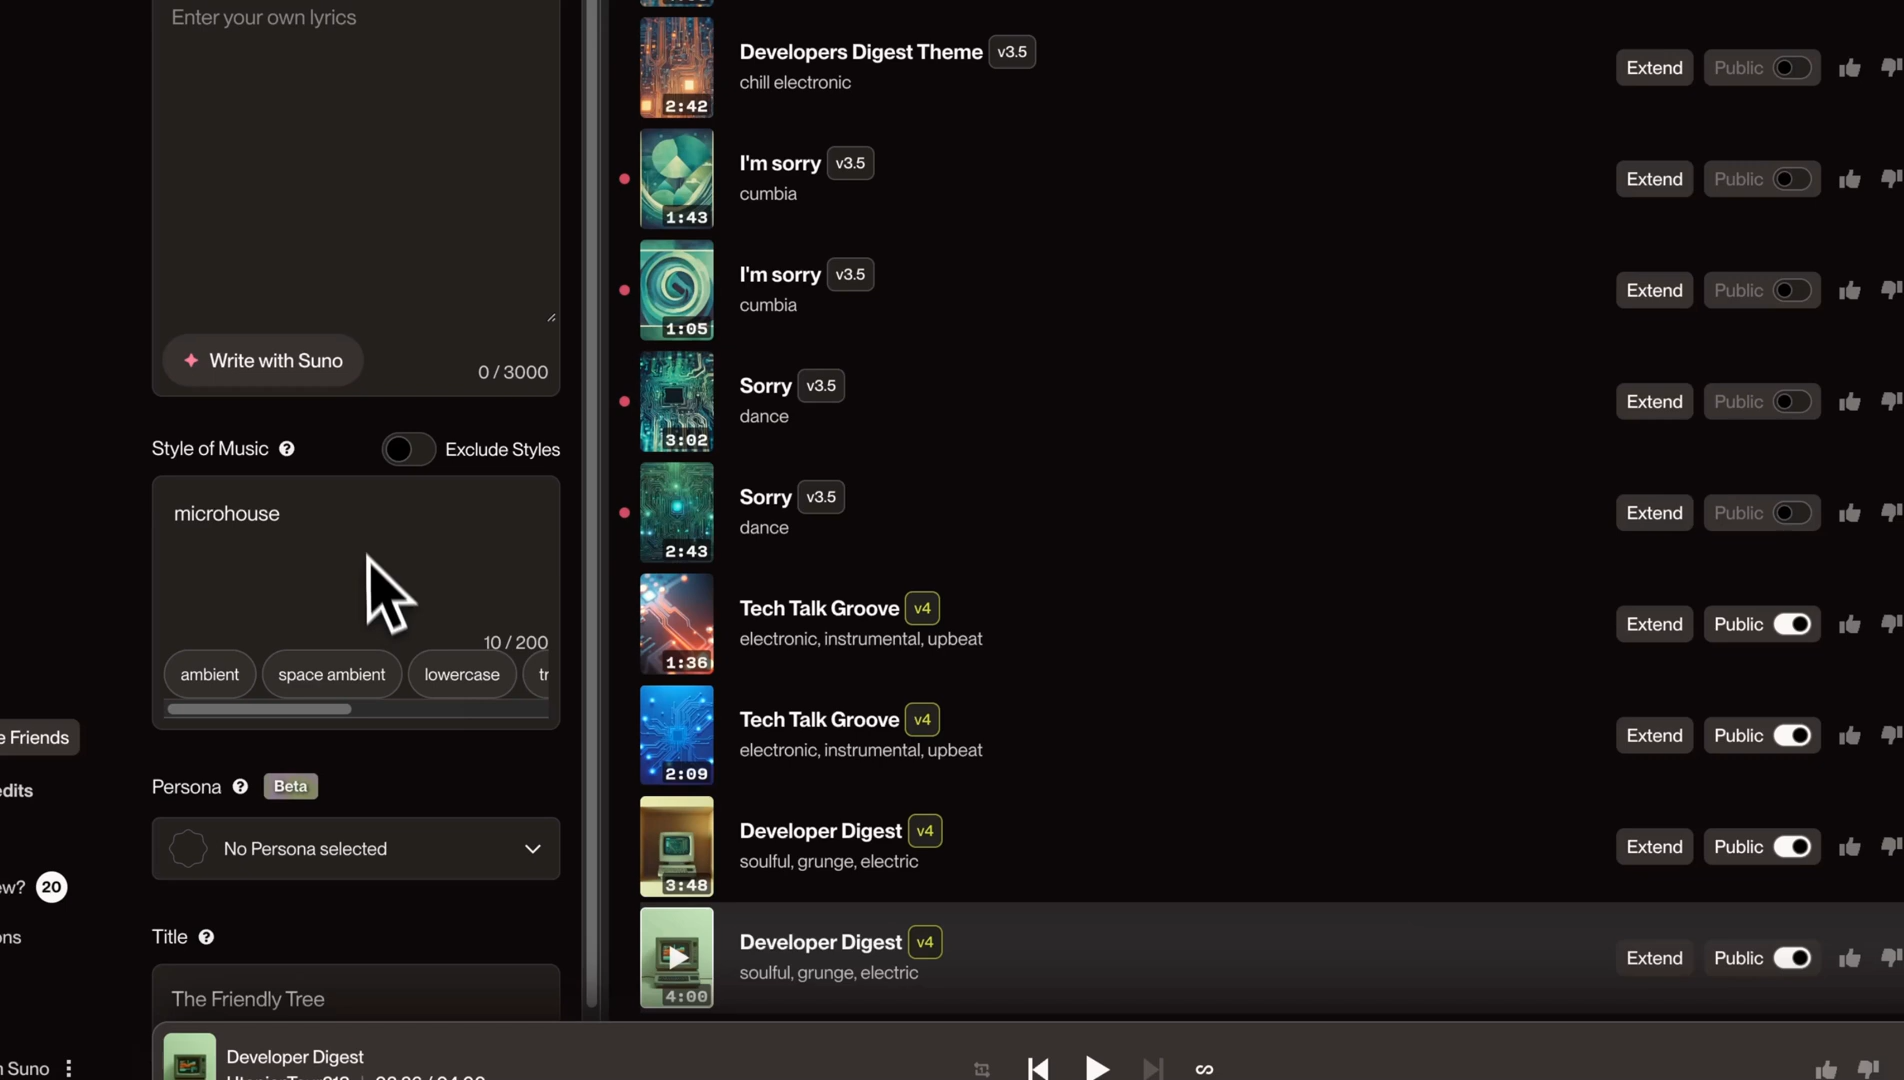 Enter your own lyrics
Write with Suno
0 / 3000
Style of Music
Exclude Styles
microhouse
10 / 200
ambient
space ambient
lowercase
tr
e Friends
edits
Persona
Beta
No Persona selected
ew? 20
ons
Title
The Friendly Tree
n Suno
2:42
Developers Digest Theme v3.5
chill electronic
Extend
Public
1:43
I'm sorry v3.5
cumbia
Extend
Public
1:05
I'm sorry v3.5
cumbia
Extend
Public
3:02
Sorry v3.5
dance
Extend
Public
2:43
Sorry v3.5
dance
Extend
Public
1:36
Tech Talk Groove v4
electronic, instrumental, upbeat
Extend
Public
2:09
Tech Talk Groove v4
electronic, instrumental, upbeat
Extend
Public
3:48
Developer Digest v4
soulful, grunge, electric
Extend
Public
4:00
Developer Digest v4
soulful, grunge, electric
Extend
Public
Developer Digest